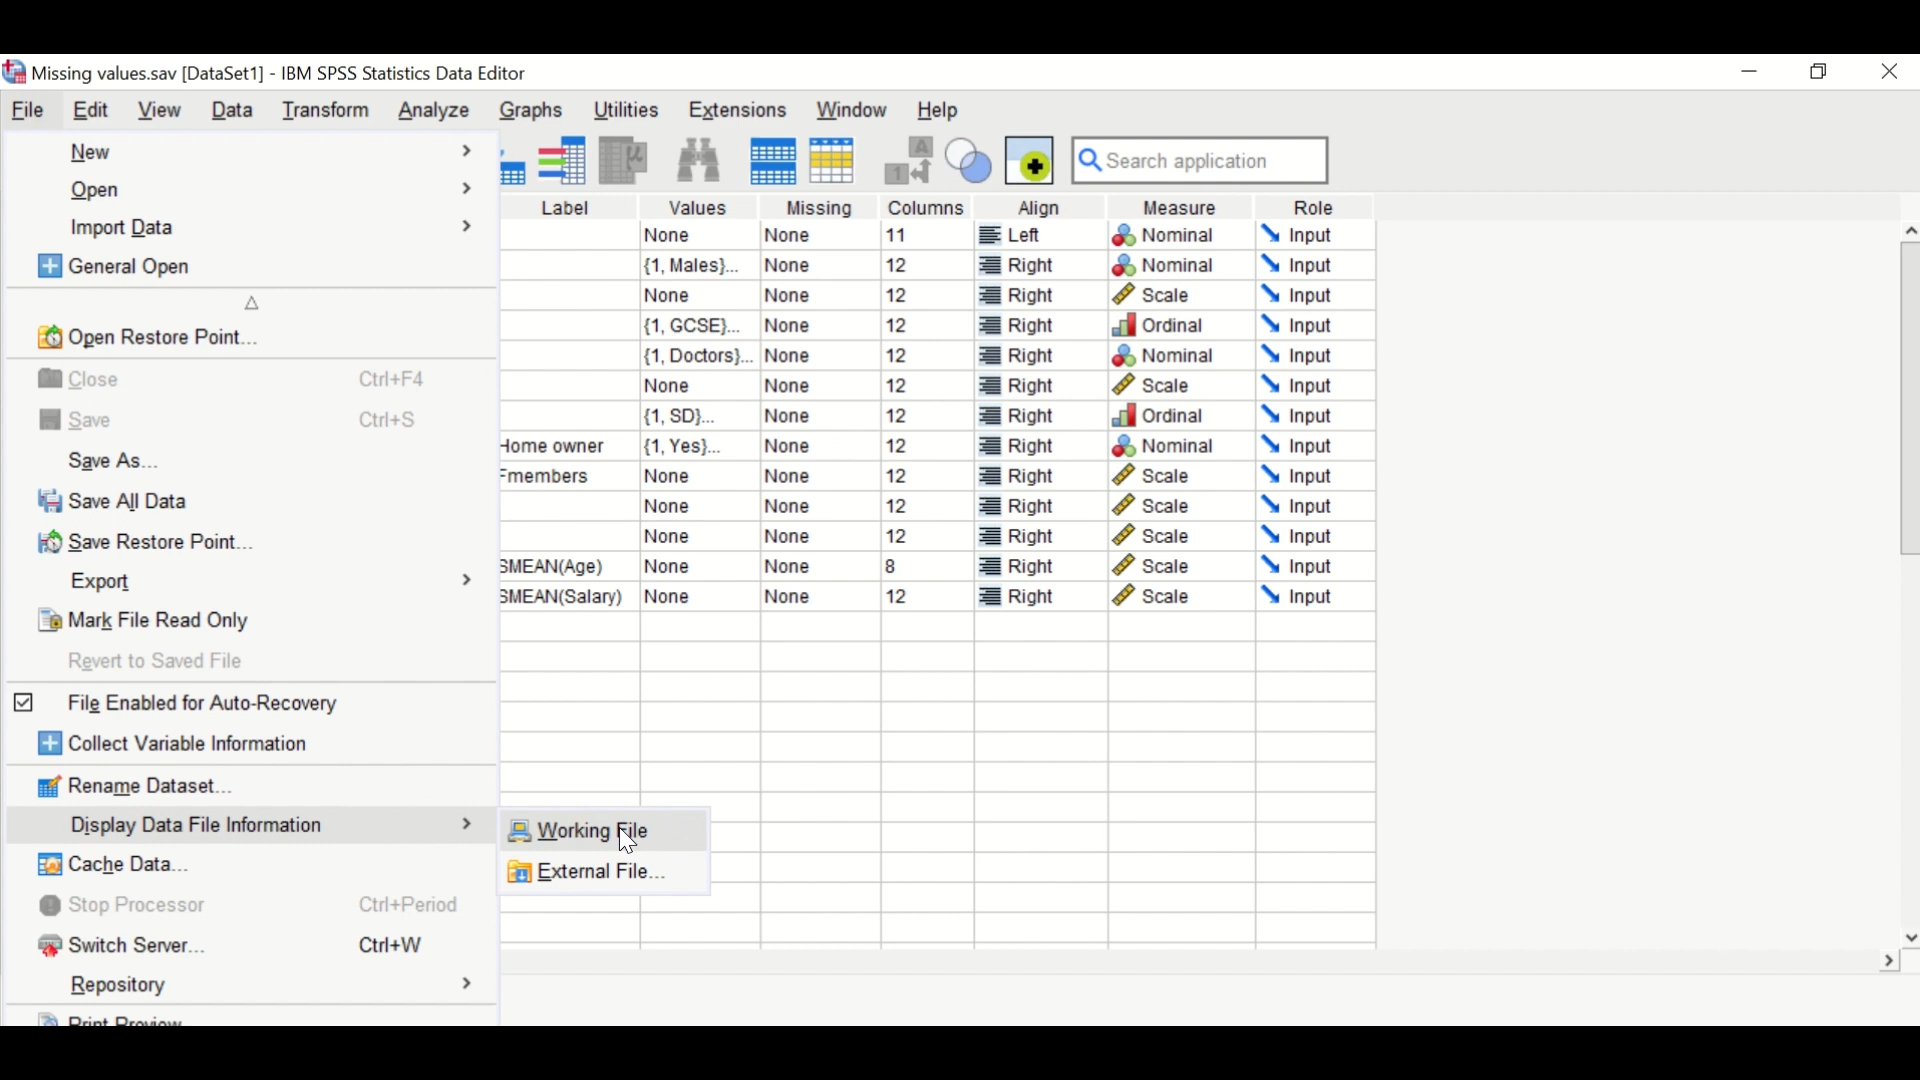 Missing values.sav [DataSet1] - IBM SPSS Statistics Data Editor
File Edit View Data Transform Analyze Graphs Utilities Extensions Window Help
Search application
New
Open
Import Data
General Open
Open Restore Point...
Close Ctrl+F4
Save Ctrl+S
Save As...
Save All Data
Save Restore Point...
Export
Mark File Read Only
Revert to Saved File
File Enabled for Auto-Recovery
Collect Variable Information
Rename Dataset...
Display Data File Information
Cache Data...
Stop Processor Ctrl+Period
Switch Server... Ctrl+W
Repository
Print Preview
Working File
External File...
Label Values Missing Columns Align Measure Role
None None 11 Left Nominal Input
{1, Males}... None 12 Right Nominal Input
None None 12 Right Scale Input
{1, GCSE}... None 12 Right Ordinal Input
{1, Doctors}... None 12 Right Nominal Input
None None 12 Right Scale Input
{1, SD}... None 12 Right Ordinal Input
Home owner {1, Yes}... None 12 Right Nominal Input
Fmembers None None 12 Right Scale Input
None None 12 Right Scale Input
None None 12 Right Scale Input
SMEAN(Age) None None 8 Right Scale Input
SMEAN(Salary) None None 12 Right Scale Input